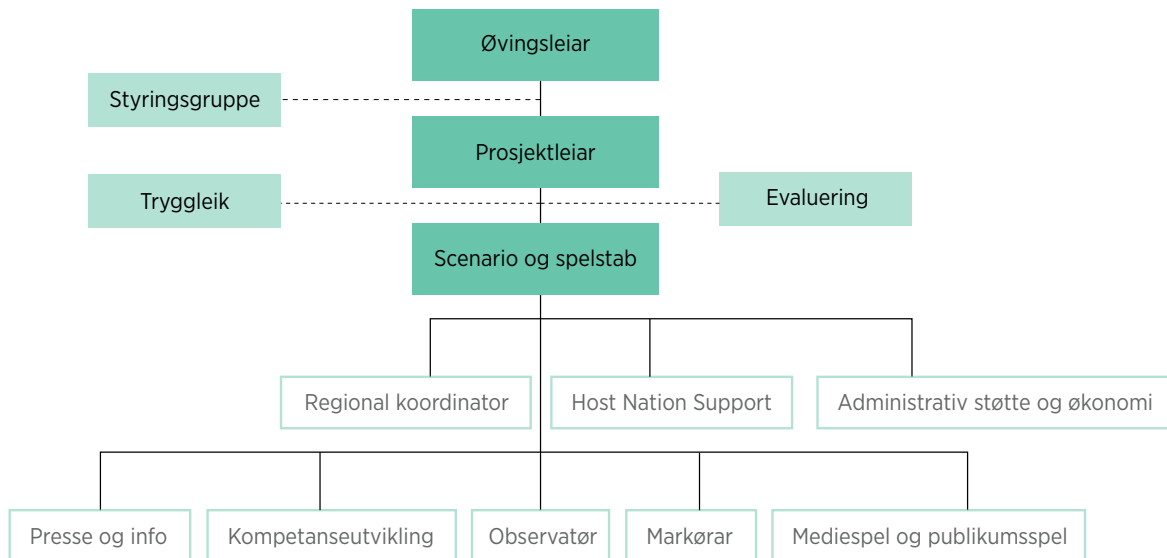 Øvingsleiar
Styringsgruppe
Prosjektleiar
Tryggleik
Evaluering
Scenario og spelstab
Regional koordinator
Host Nation Support
Administrativ støtte og økonomi
Presse og info
Kompetanseutvikling
Observatør
Markørar
Mediespel og publikumsspel